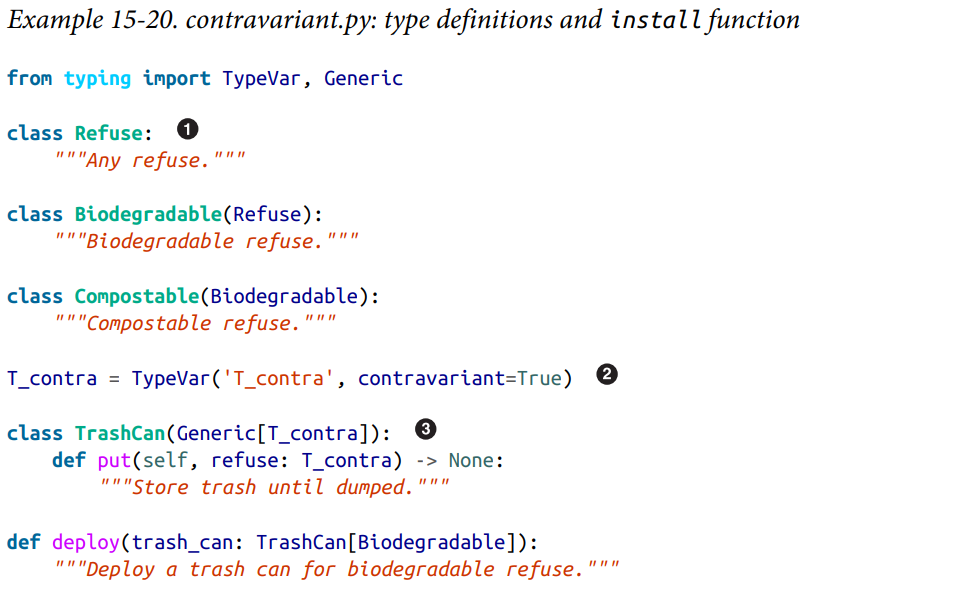 Example 15-20. contravariant.py: type definitions and install function
from typing import TypeVar, Generic
class Refuse: ❶
    """Any refuse."""
class Biodegradable(Refuse):
    """Biodegradable refuse."""
class Compostable(Biodegradable):
    """Compostable refuse."""
T_contra = TypeVar('T_contra', contravariant=True) ❷
class TrashCan(Generic[T_contra]): ❸
    def put(self, refuse: T_contra) -> None:
        """Store trash until dumped."""
def deploy(trash_can: TrashCan[Biodegradable]):
    """Deploy a trash can for biodegradable refuse."""